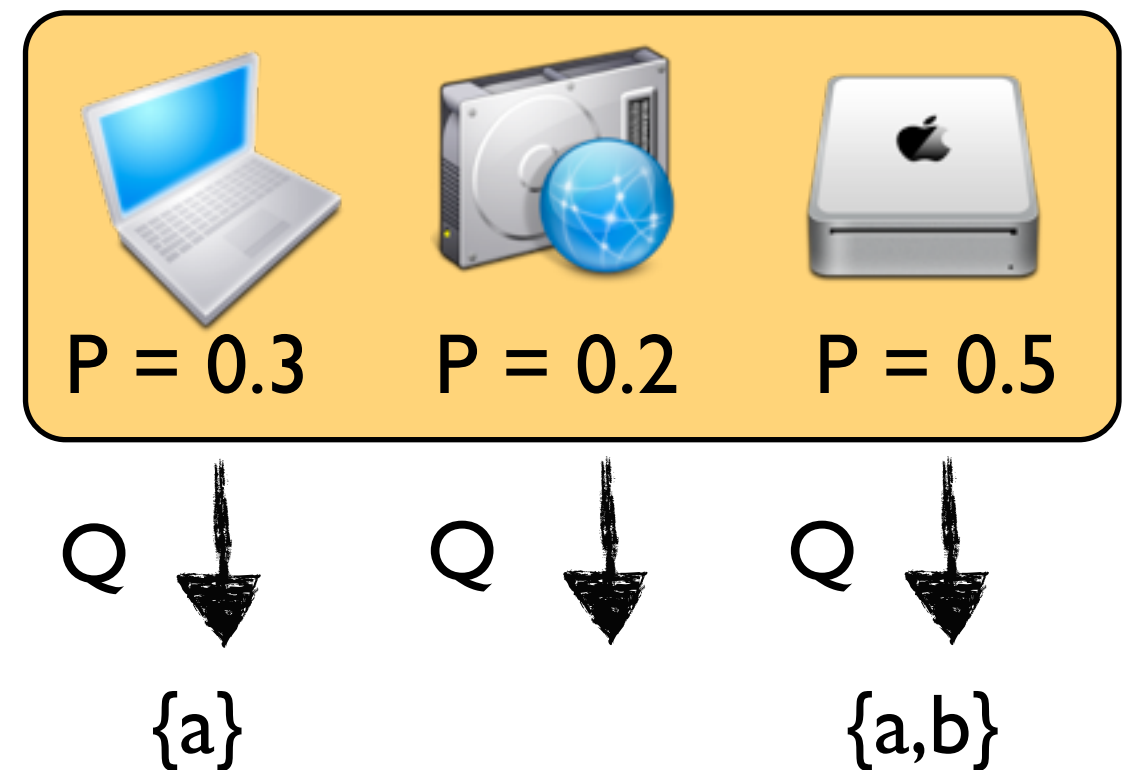 P = 0.3 P = 0.2 P = 0.5
Q Q Q
{a} {a,b}